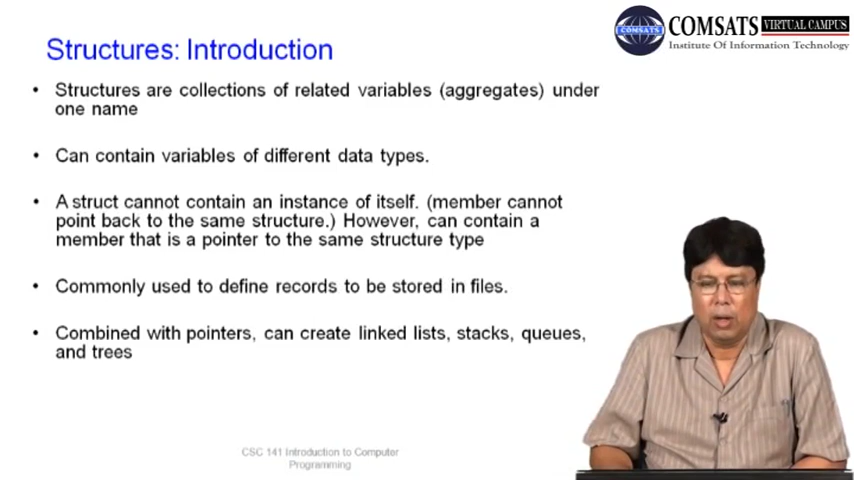 COMSATS VIRTUAL CAMPUS
COMSATS
Institute Of Information Technology
Structures: Introduction
• Structures are collections of related variables (aggregates) under
one name
• Can contain variables of different data types.
• A struct cannot contain an instance of itself. (member cannot
point back to the same structure.) However, can contain a
member that is a pointer to the same structure type
• Commonly used to define records to be stored in files.
• Combined with pointers, can create linked lists, stacks, queues,
and trees
CSC 141 Introduction to Computer
Programming